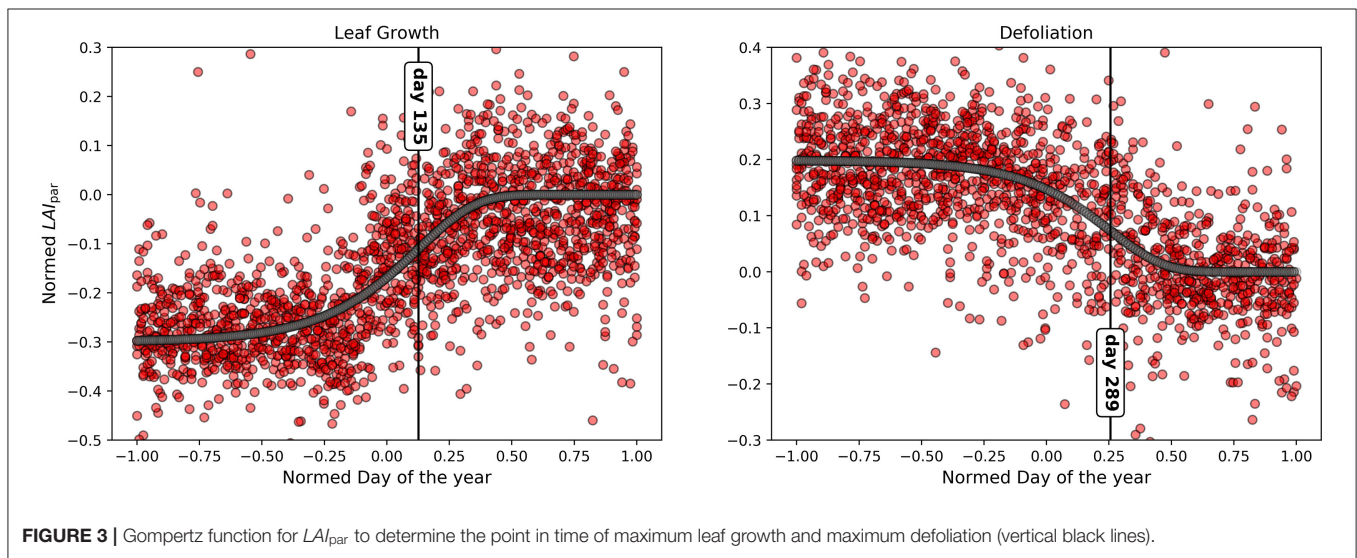 Leaf Growth
0.3
0.2
0.1
0.0
−0.1
−0.2
−0.3
−0.4
−0.5
Normed LAIpar
day 135
−1.00 −0.75 −0.50 −0.25 0.00 0.25 0.50 0.75 1.00
Normed Day of the year
Defoliation
0.4
0.3
0.2
0.1
0.0
−0.1
−0.2
−0.3
day 289
−1.00 −0.75 −0.50 −0.25 0.00 0.25 0.50 0.75 1.00
Normed Day of the year
FIGURE 3 | Gompertz function for LAIpar to determine the point in time of maximum leaf growth and maximum defoliation (vertical black lines).